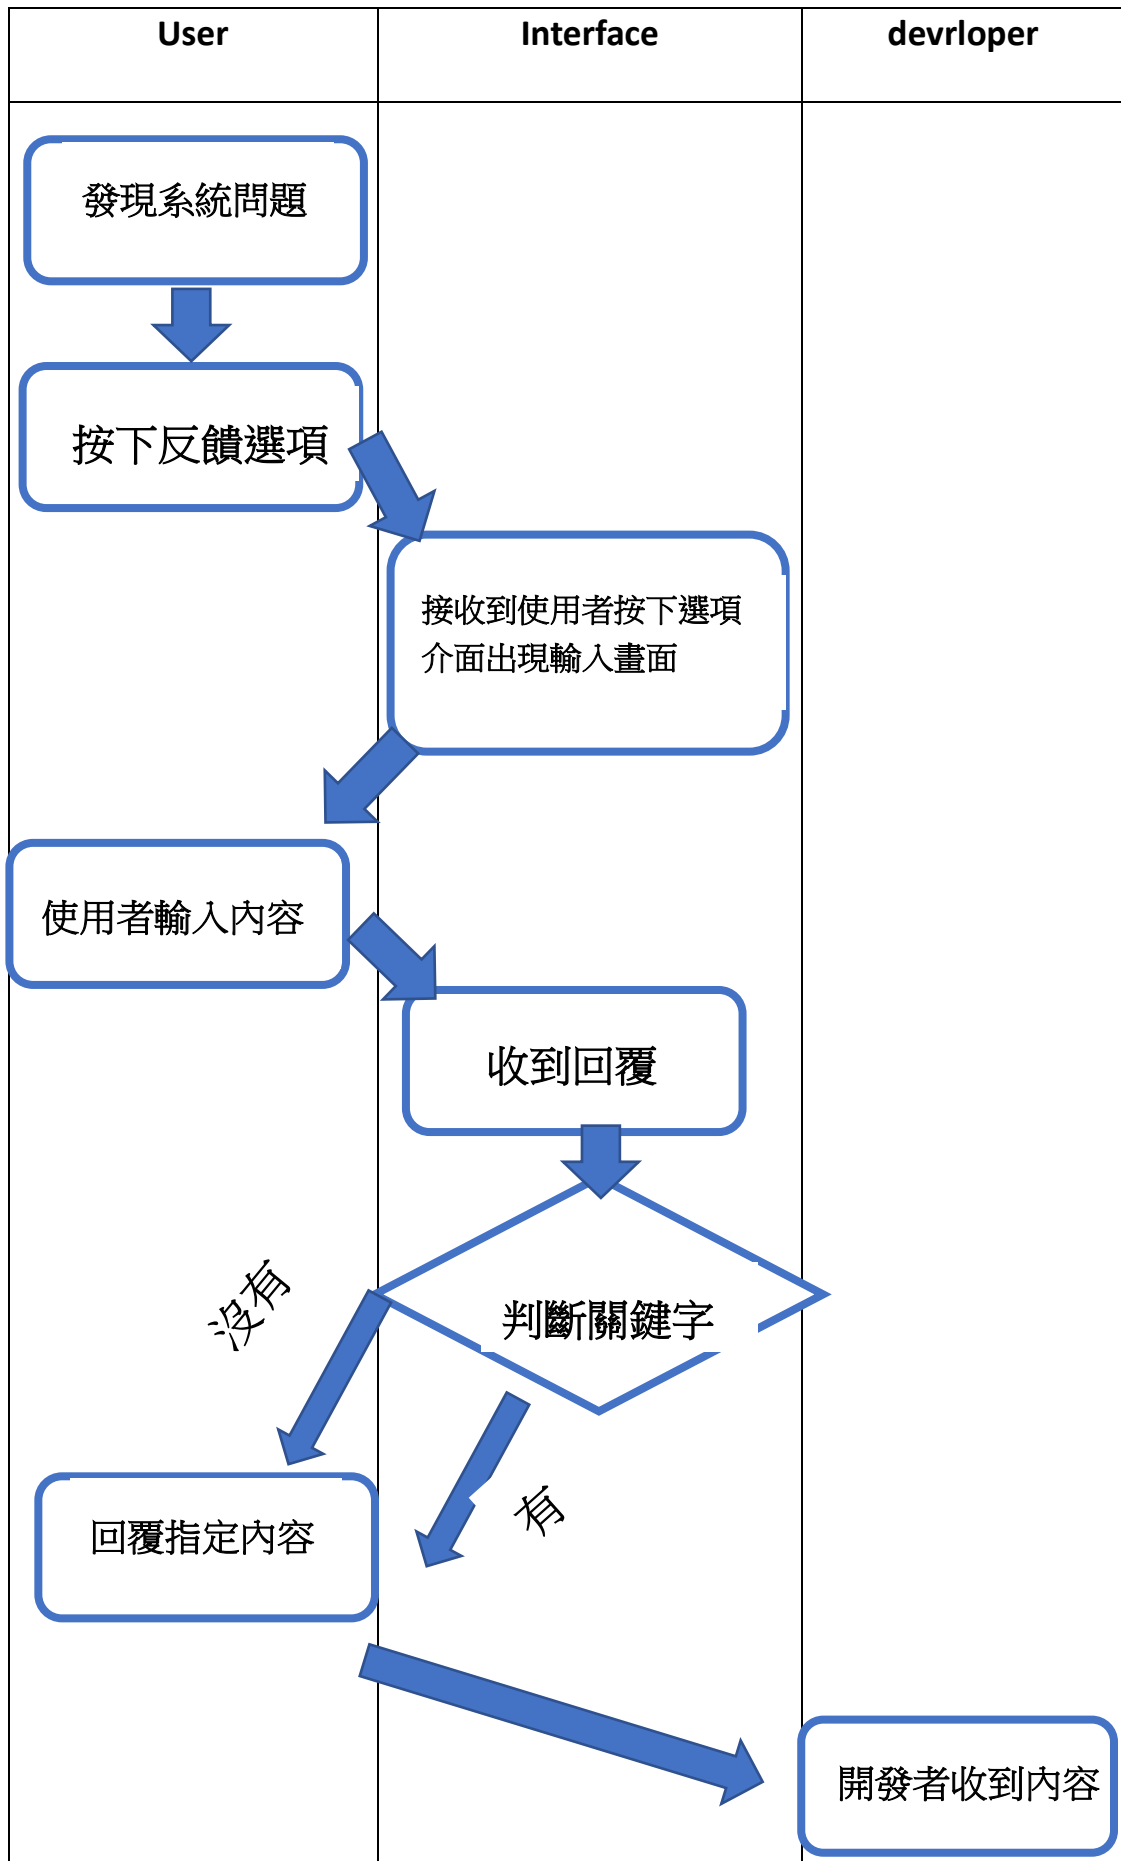 User
Interface
devrloper
發現系統問題
按下反饋選項
接收到使用者按下選項
介面出現輸入畫面
使用者輸入內容
收到回覆
判斷關鍵字
沒有
有
回覆指定內容
開發者收到內容